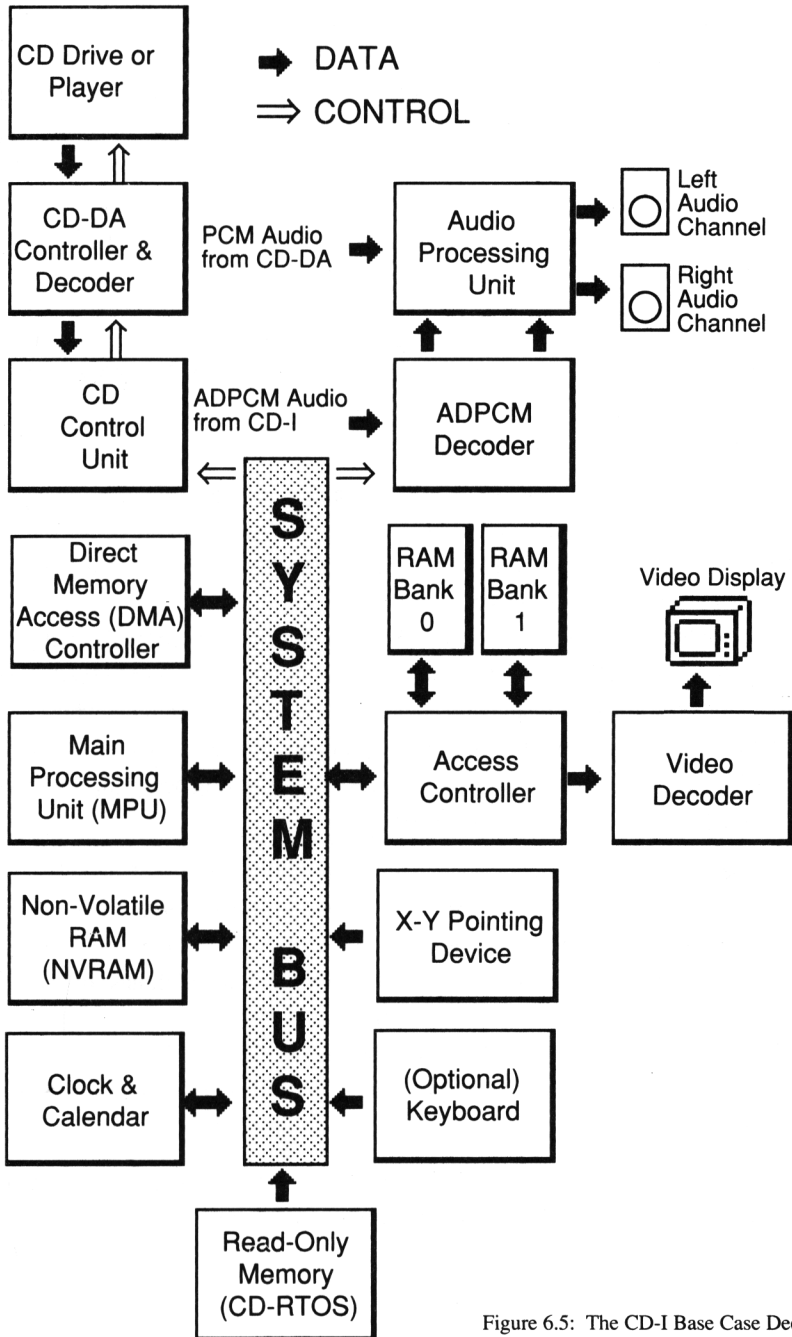 CD Drive or
Player
DATA
CONTROL
CD-DA
Controller &
Decoder
PCM Audio
from CD-DA
Audio
Processing
Unit
Left
Audio
Channel
Right
Audio
Channel
CD
Control
Unit
ADPCM Audio
from CD-I
ADPCM
Decoder
SYSTEM BUS
Direct
Memory
Access (DMA)
Controller
RAM
Bank
0
RAM
Bank
1
Video Display
Main
Processing
Unit (MPU)
Access
Controller
Video
Decoder
Non-Volatile
RAM
(NVRAM)
X-Y Pointing
Device
Clock &
Calendar
(Optional)
Keyboard
Read-Only
Memory
(CD-RTOS)
Figure 6.5: The CD-I Base Case Dec